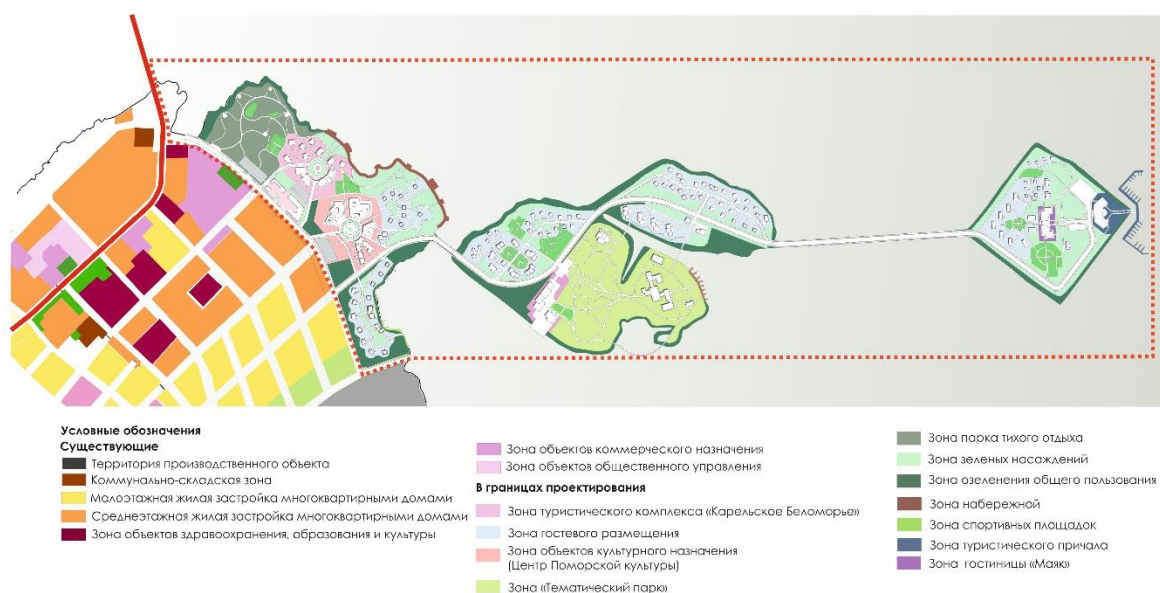 Условные обозначения
Существующие
Территория производственного объекта
Коммунально-складская зона
Малоэтажная жилая застройка многоквартирными домами
Среднеэтажная жилая застройка многоквартирными домами
Зона объектов здравоохранения, образования и культуры
Зона объектов коммерческого назначения
Зона объектов общественного управления
В границах проектирования
Зона туристического комплекса «Карельское Беломорье»
Зона гостевого размещения
Зона объектов культурного назначения
(Центр Поморской культуры)
Зона «Тематический парк»
Зона парка тихого отдыха
Зона зеленых насаждений
Зона озеленения общего пользования
Зона набережной
Зона спортивных площадок
Зона туристического причала
Зона гостиницы «Маяк»